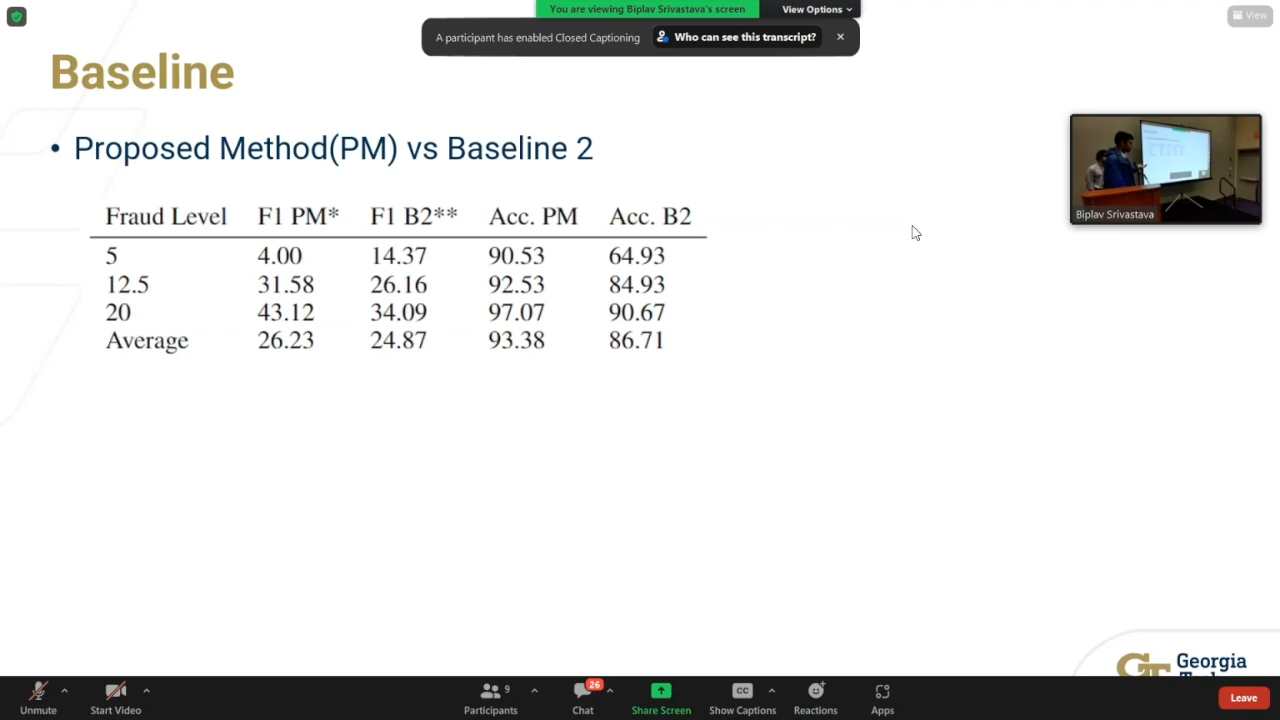 You are viewing Biplav Srivastava's screen
View Options
View
A participant has enabled Closed Captioning
Who can see this transcript?
Baseline
• Proposed Method(PM) vs Baseline 2
Fraud Level F1 PM* F1 B2** Acc. PM Acc. B2
5 4.00 14.37 90.53 64.93
12.5 31.58 26.16 92.53 84.93
20 43.12 34.09 97.07 90.67
Average 26.23 24.87 93.38 86.71
Biplav Srivastava
GT Georgia
Unmute
Start Video
Participants 9
Chat 26
Share Screen
CC
Show Captions
Reactions
Apps
Leave